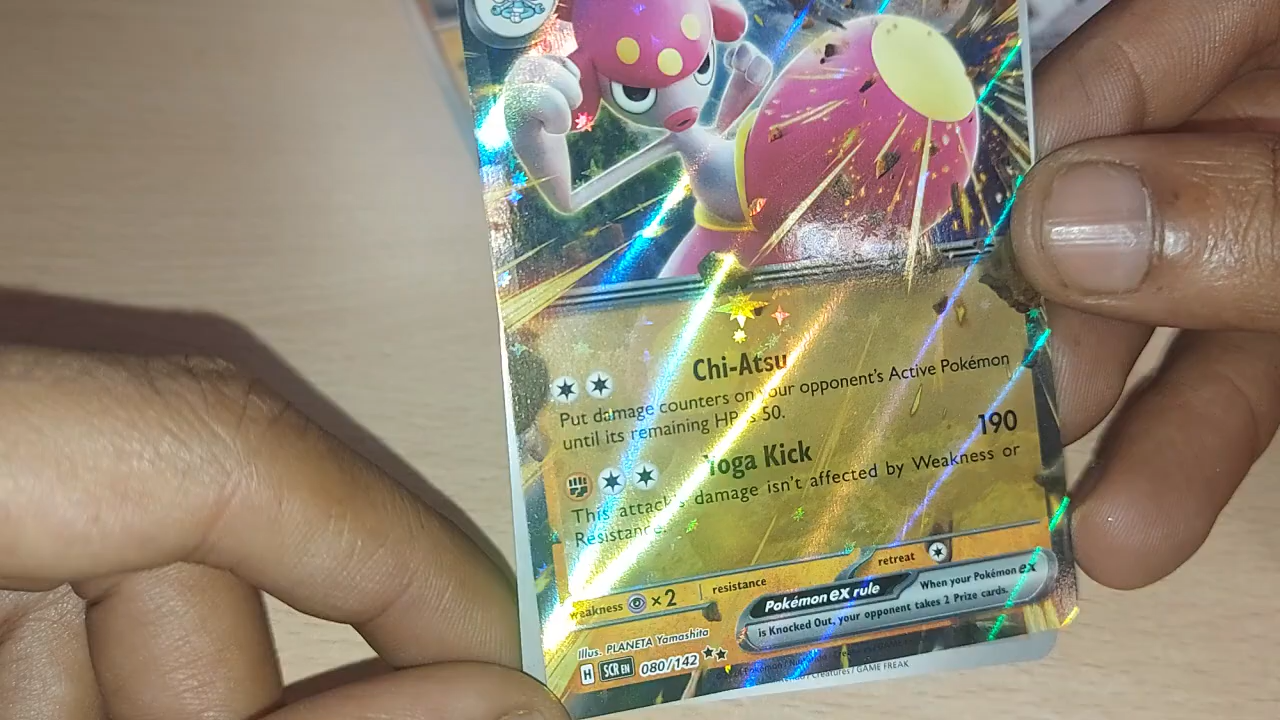 Chi-Atsu
Put damage counters on your opponent's Active Pokémon
until its remaining HP is 50.
Yoga Kick 190
This attack's damage isn't affected by Weakness or
Resistance.
weakness ×2 resistance retreat
Pokémon ex rule When your Pokémon ex
is Knocked Out, your opponent takes 2 Prize cards.
Illus. PLANETA Yamashita
H SCR EN 080/142
Creatures / GAME FREAK